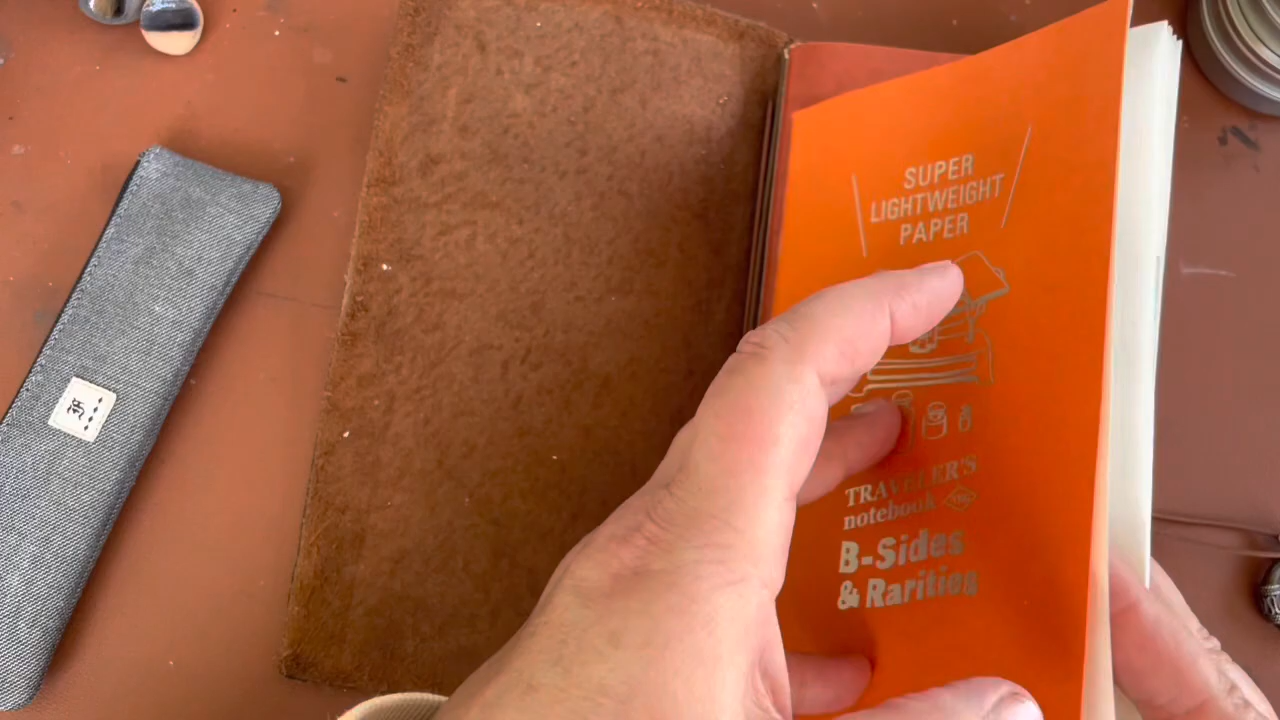 SUPER
LIGHTWEIGHT
PAPER
TRAVELER'S
notebook
B-Sides
& Rarities